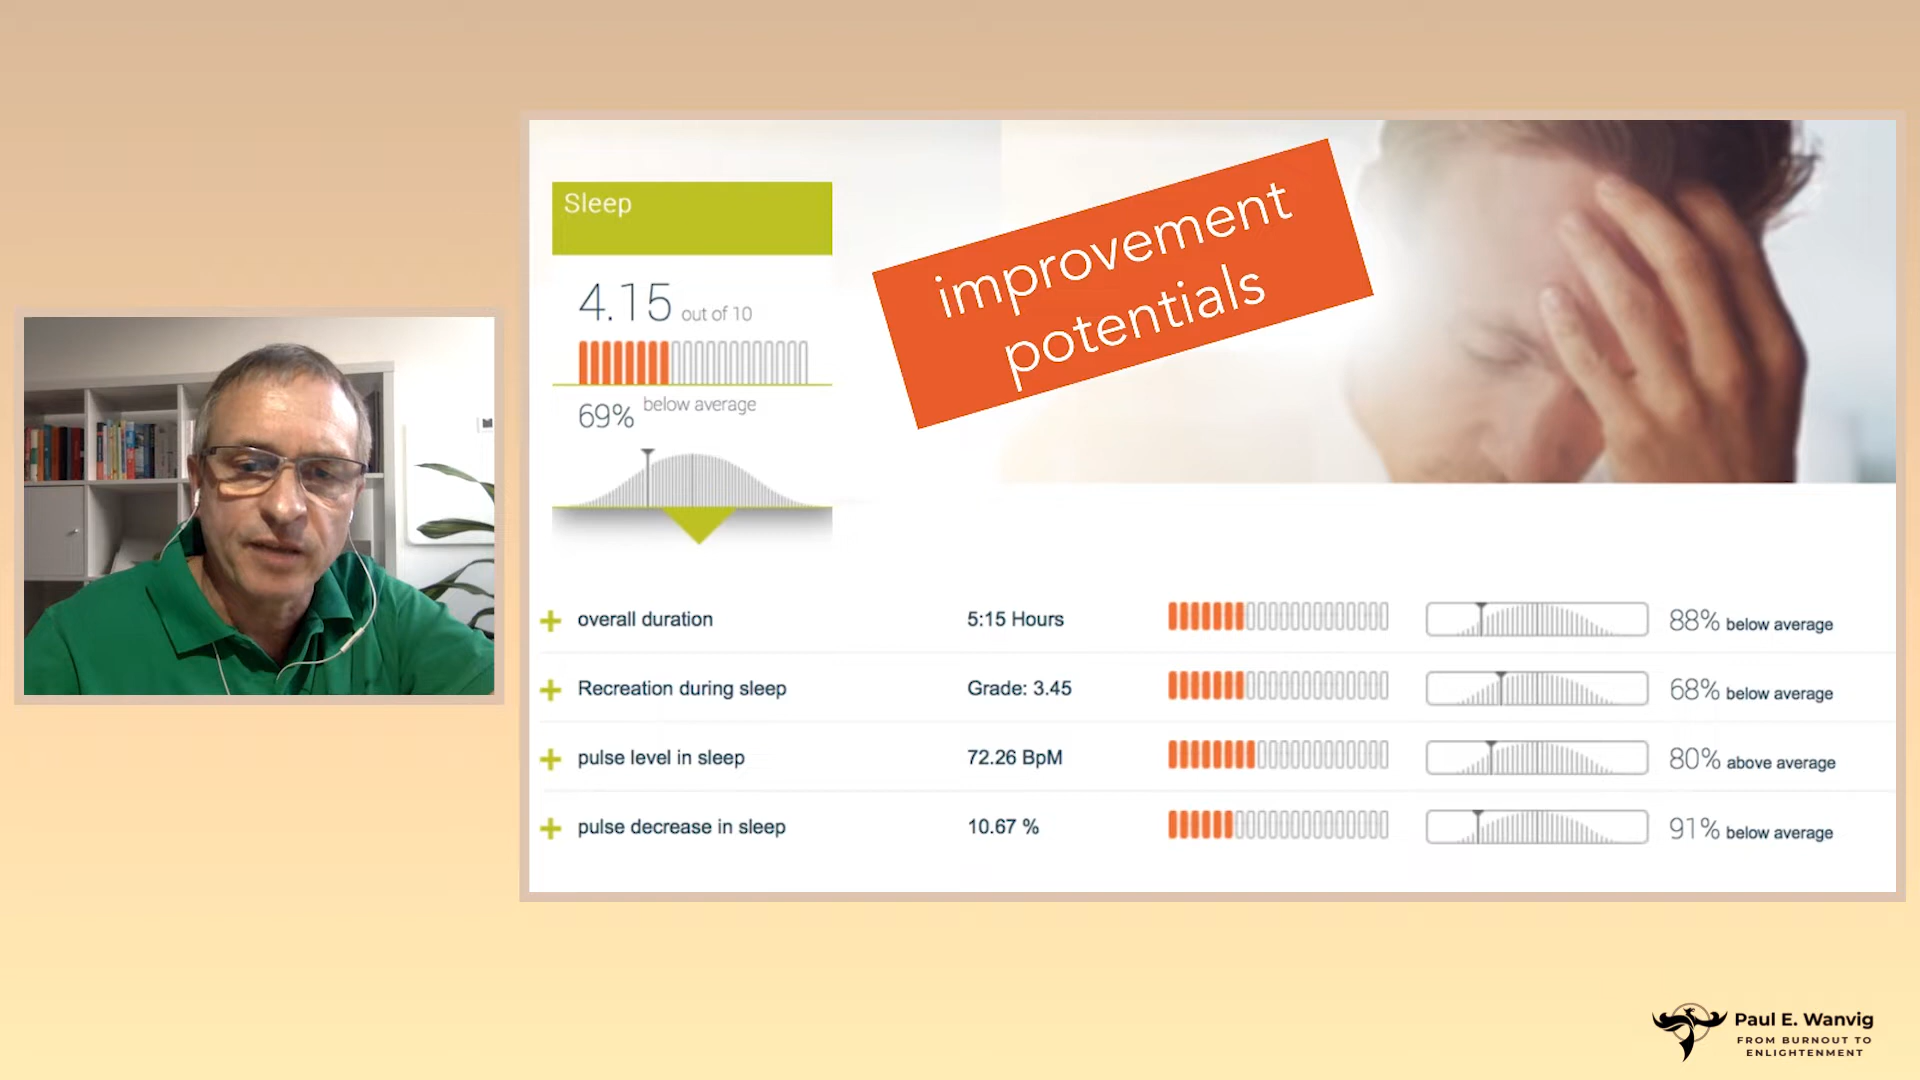 Sleep
4.15 out of 10
69% below average
improvement
potentials
overall duration 5:15 Hours 88% below average
Recreation during sleep Grade: 3.45 68% below average
pulse level in sleep 72.26 BpM 80% above average
pulse decrease in sleep 10.67 % 91% below average
Paul E. Wanvig
FROM BURNOUT TO
ENLIGHTENMENT